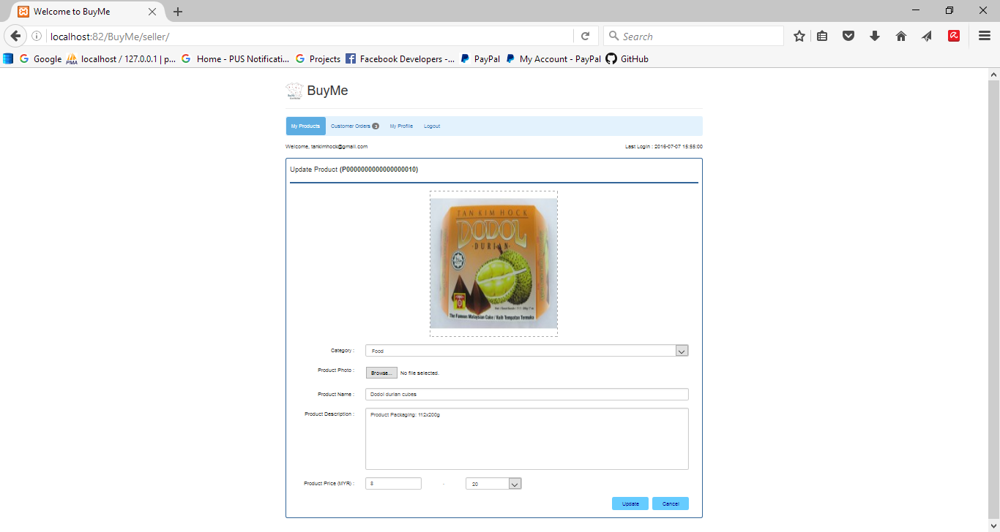 Welcome to BuyMe
localhost:82/BuyMe/seller/
Search
Google localhost / 127.0.0.1 | p... Home - PUS Notificati... Projects Facebook Developers -... PayPal My Account - PayPal GitHub
BuyMe
My Products Customer Orders 3 My Profile Logout
Welcome, tankimhock@gmail.com Last Login : 2016-07-07 15:55:00
Update Product (P0000000000000000010)
TAN KIM HOCK
DODOL
DURIAN
The Famous Malaysian Cake / Kuih Tempatan Termuka
Category : Food
Product Photo : Browse... No file selected.
Product Name : Dodol durian cubes
Product Description : Product Packaging: 112x200g
Product Price (MYR) : 8 - 20
Update Cancel